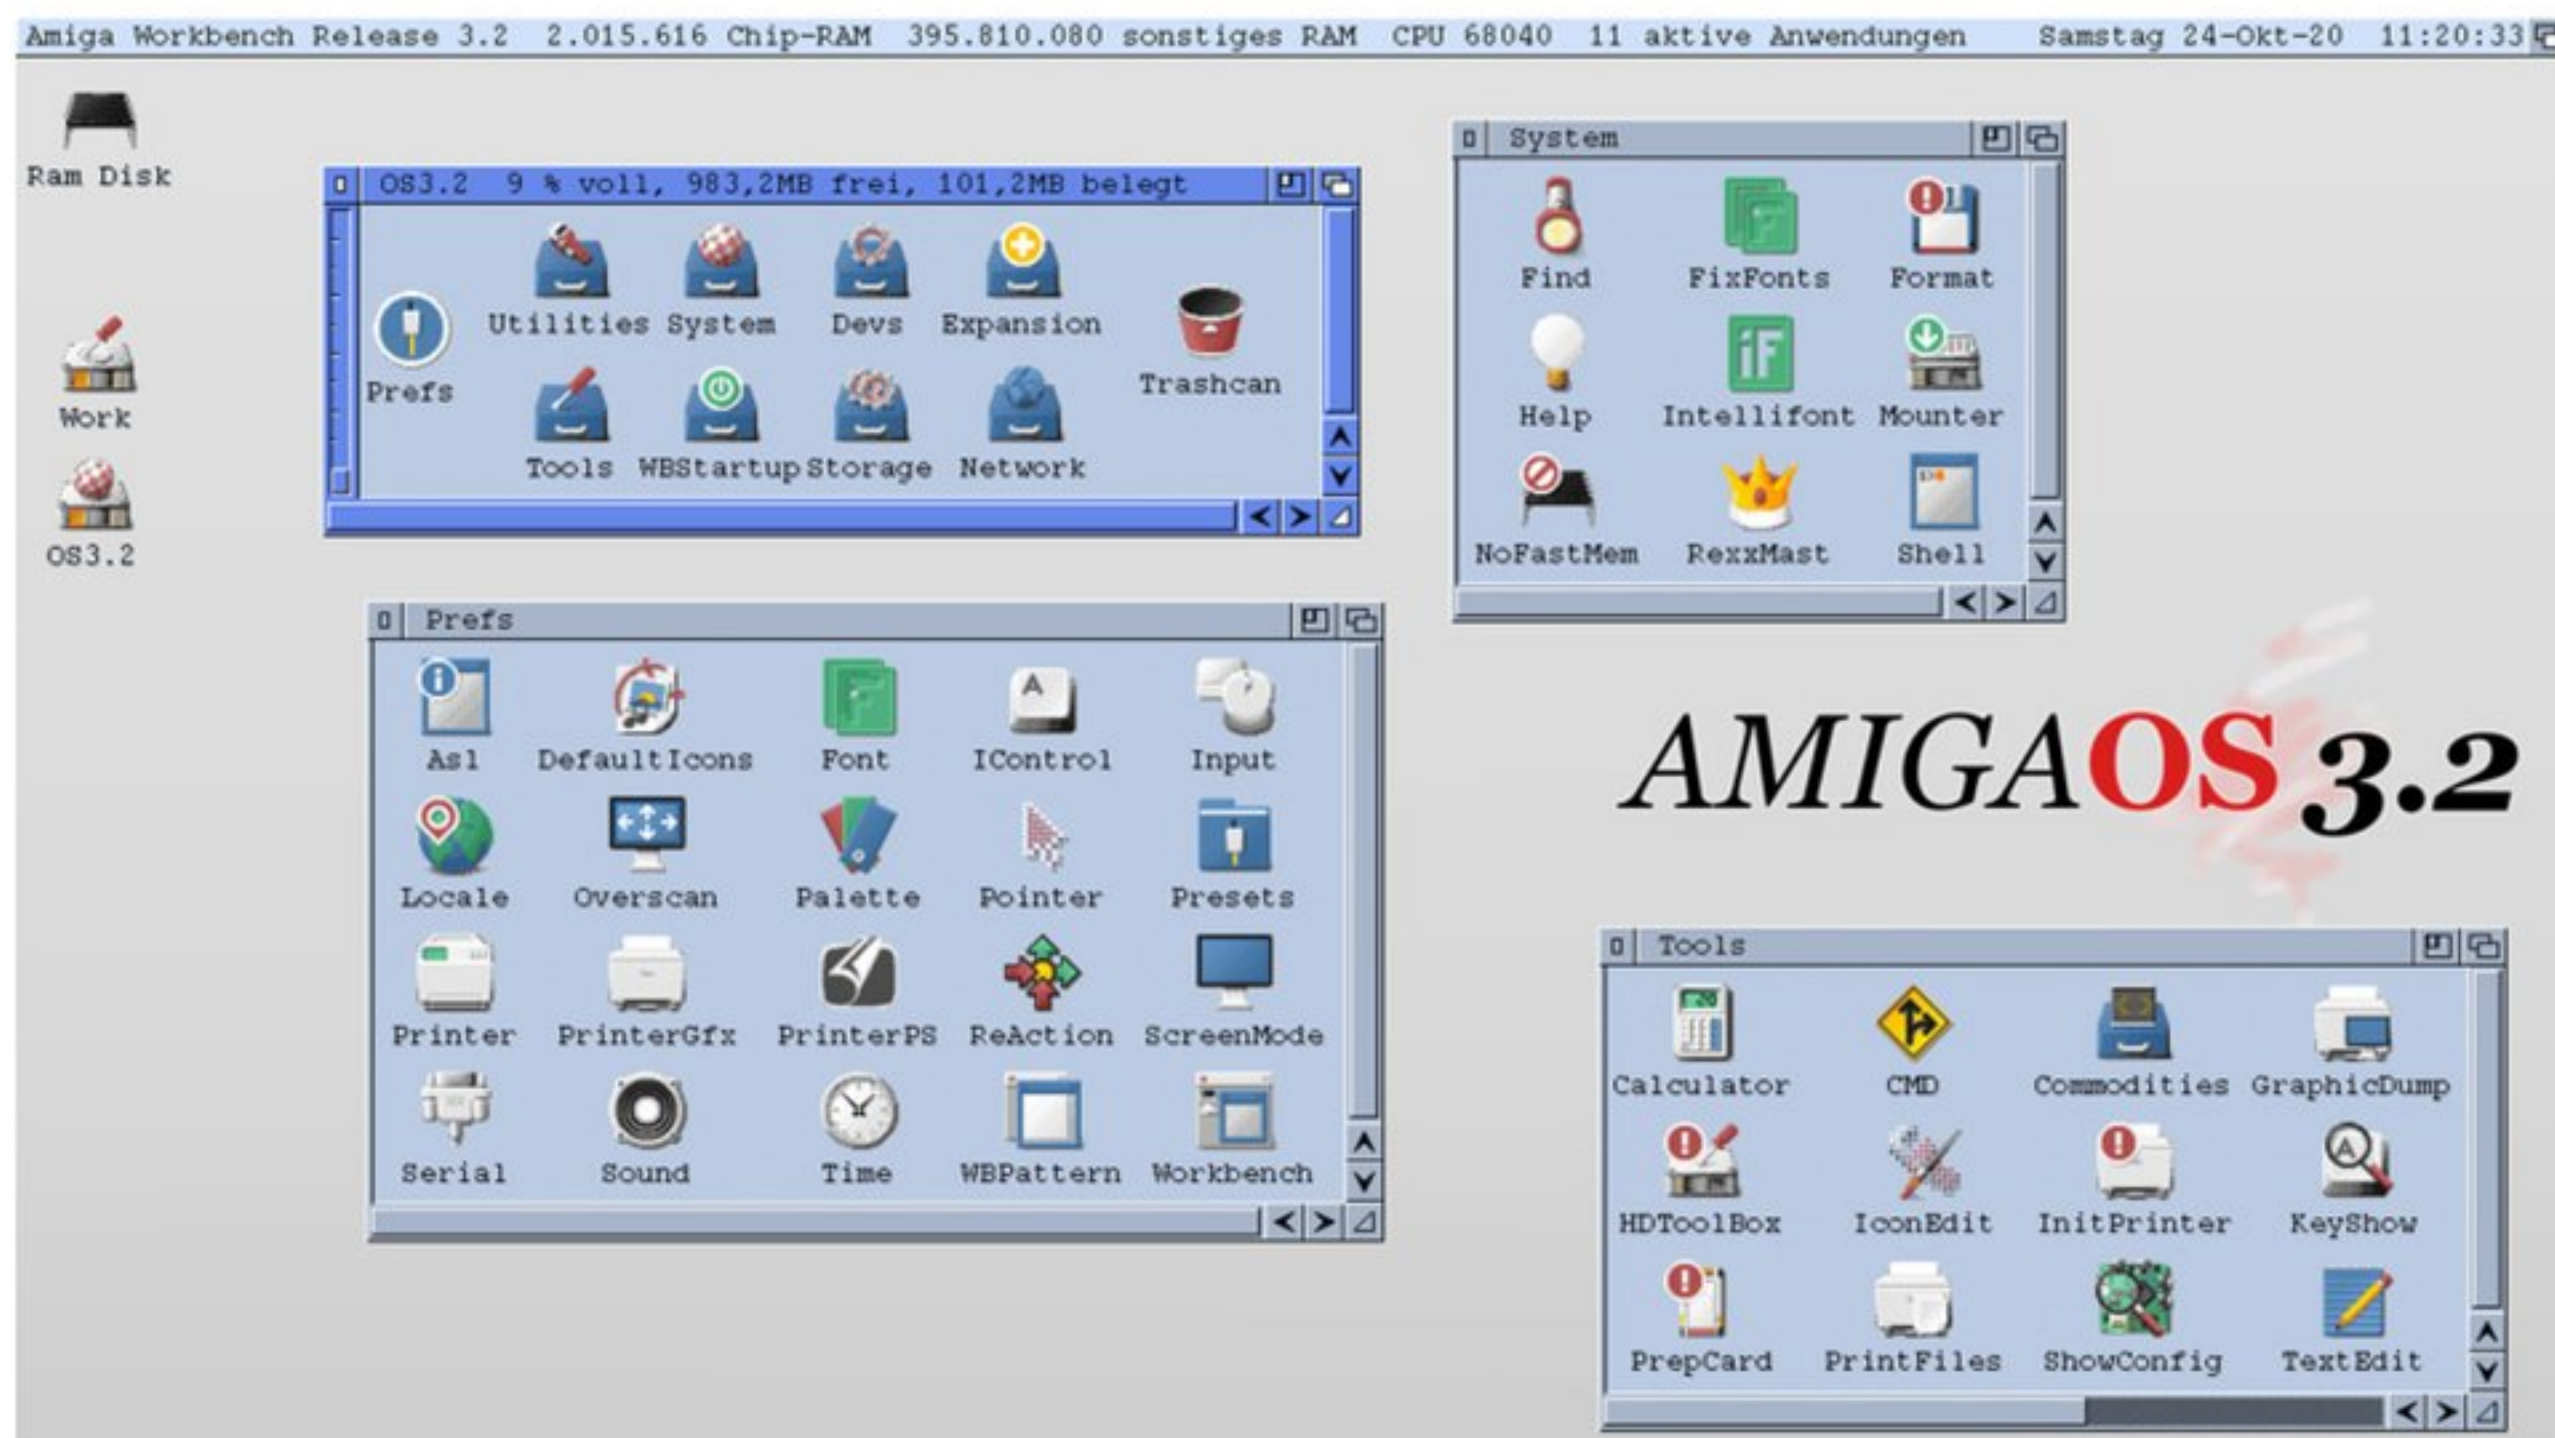 Amiga Workbench Release 3.2 2.015.616 Chip-RAM 395.810.080 sonstiges RAM CPU 68040 11 aktive Anwendungen Samstag 24-Okt-20 11:20:33
Ram Disk
Work
OS3.2
OS3.2 9 % voll, 983,2MB frei, 101,2MB belegt
Utilities System Devs Expansion
Prefs Trashcan
Tools WBStartup Storage Network
System
Find FixFonts Format
Help Intellifont Mounter
NoFastMem RexxMast Shell
Prefs
Asl DefaultIcons Font IControl Input
Locale Overscan Palette Pointer Presets
Printer PrinterGfx PrinterPS ReAction ScreenMode
Serial Sound Time WBPattern Workbench
AMIGAOS 3.2
Tools
Calculator CMD Commodities GraphicDump
HDToolBox IconEdit InitPrinter KeyShow
PrepCard PrintFiles ShowConfig TextEdit